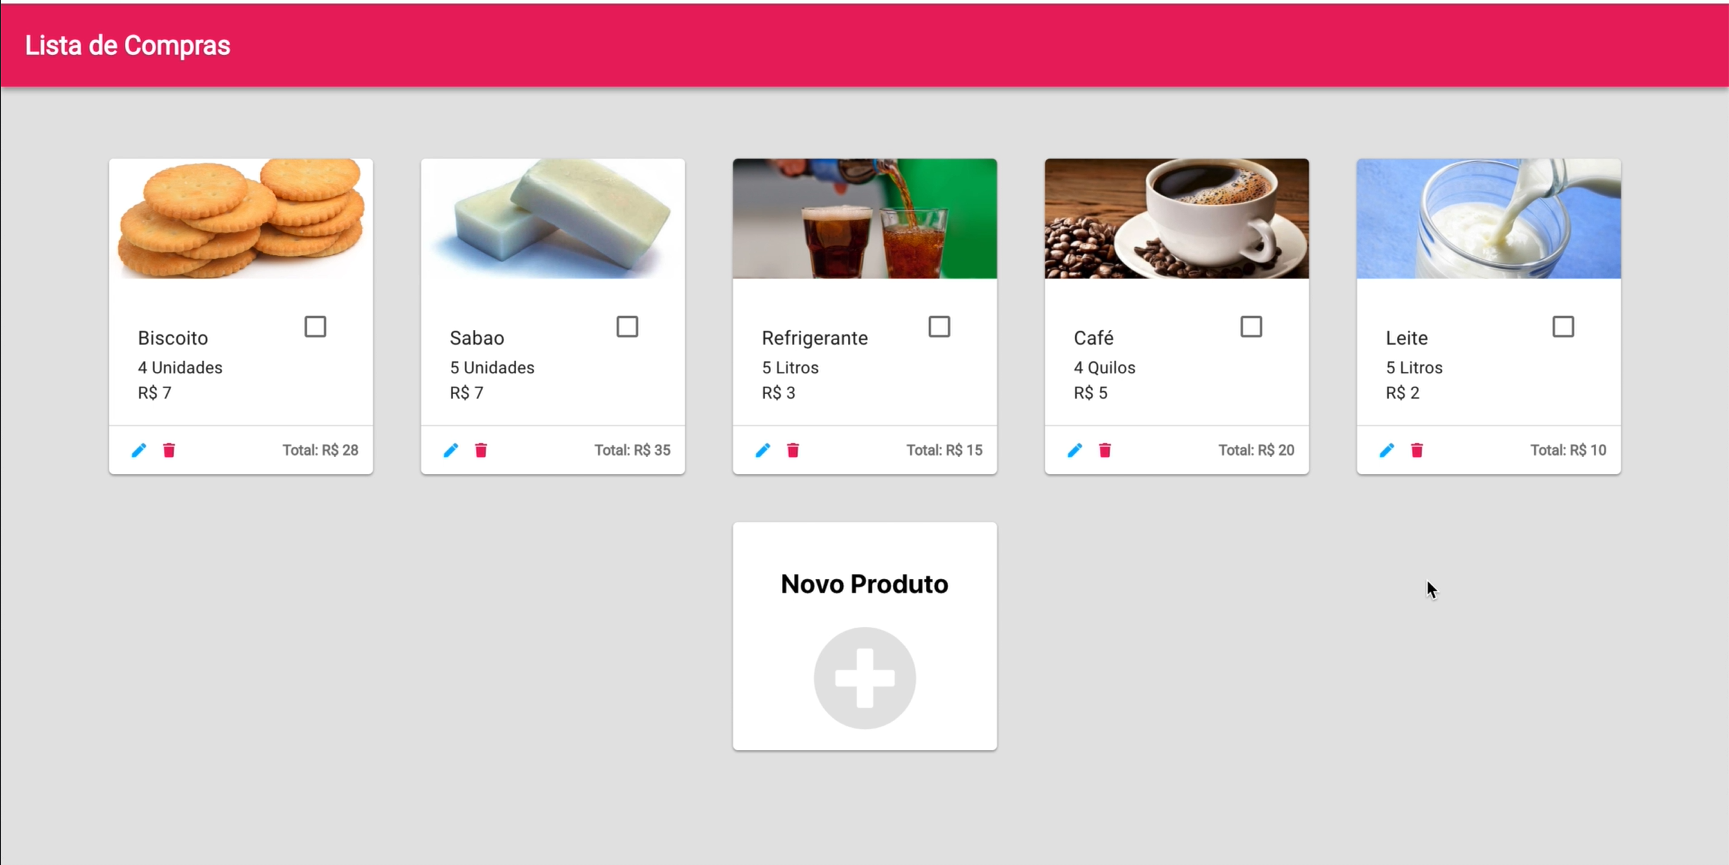 Lista de Compras
Biscoito
4 Unidades
R$ 7
Total: R$ 28
Sabao
5 Unidades
R$ 7
Total: R$ 35
Refrigerante
5 Litros
R$ 3
Total: R$ 15
Café
4 Quilos
R$ 5
Total: R$ 20
Leite
5 Litros
R$ 2
Total: R$ 10
Novo Produto